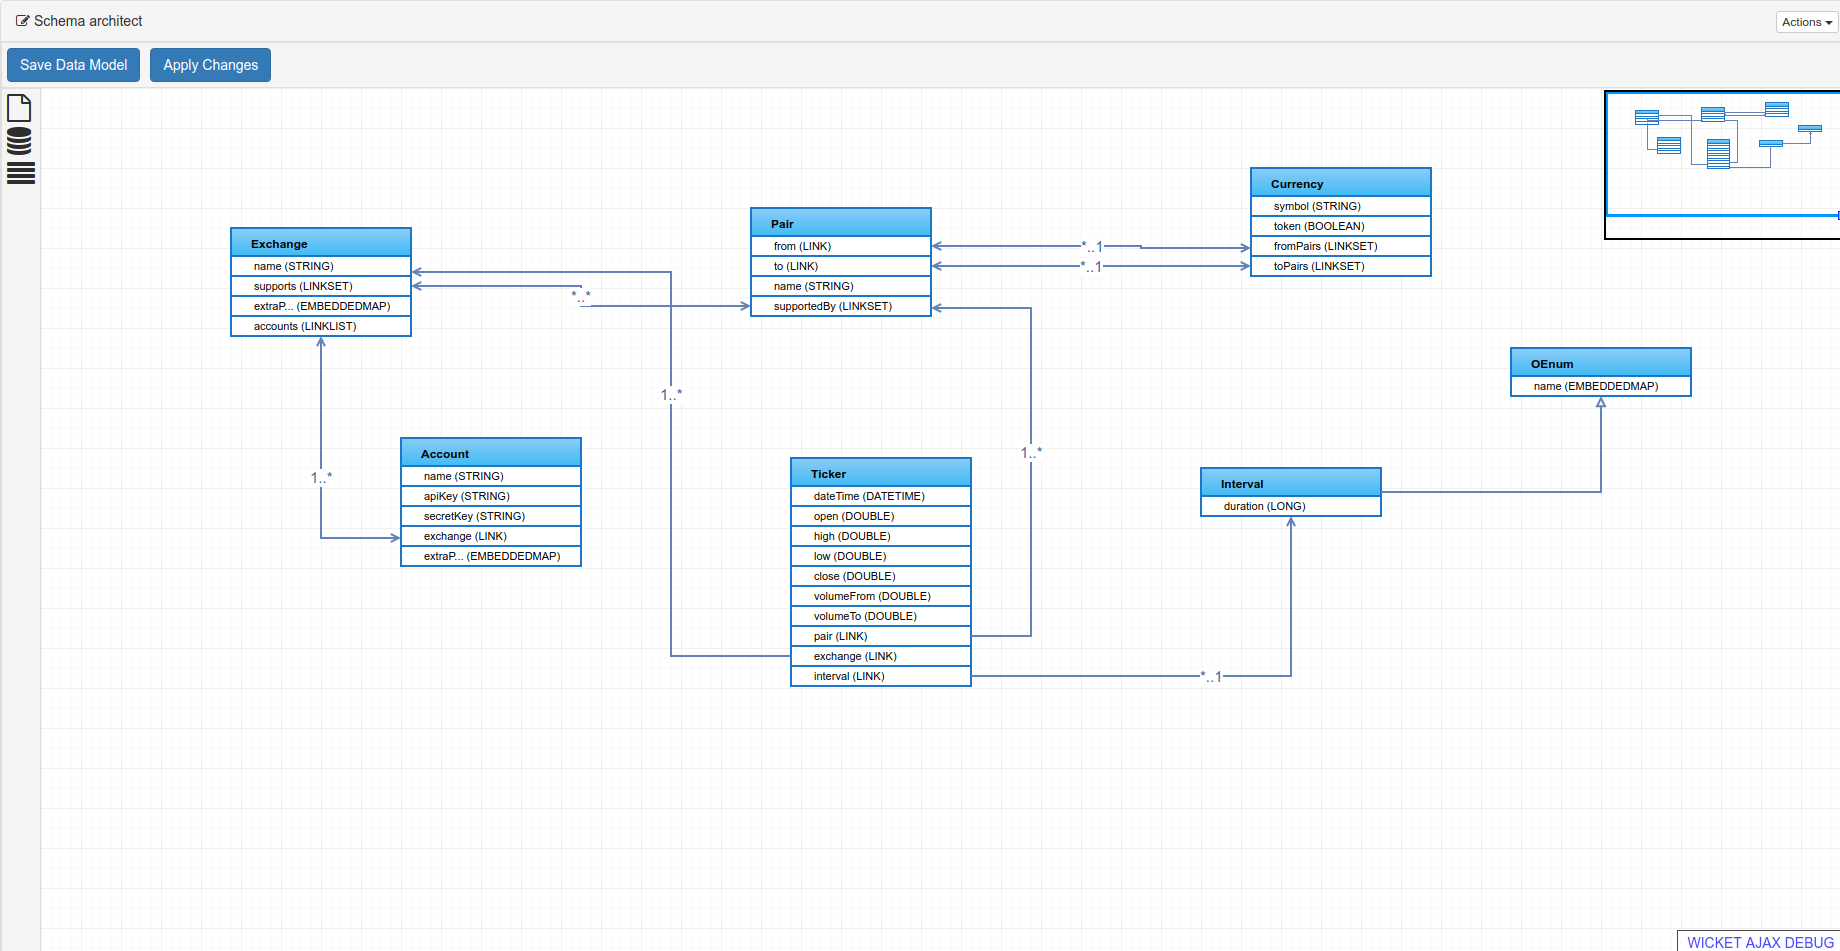 Schema architect
Actions
Save Data Model
Apply Changes
Currency
symbol (STRING)
token (BOOLEAN)
fromPairs (LINKSET)
toPairs (LINKSET)
Pair
from (LINK)
to (LINK)
name (STRING)
supportedBy (LINKSET)
*..1
*..1
Exchange
name (STRING)
supports (LINKSET)
extraP... (EMBEDDEDMAP)
accounts (LINKLIST)
*..*
1..*
OEnum
name (EMBEDDEDMAP)
Account
name (STRING)
apiKey (STRING)
secretKey (STRING)
exchange (LINK)
extraP... (EMBEDDEDMAP)
1..*
1..*
Ticker
dateTime (DATETIME)
open (DOUBLE)
high (DOUBLE)
low (DOUBLE)
close (DOUBLE)
volumeFrom (DOUBLE)
volumeTo (DOUBLE)
pair (LINK)
exchange (LINK)
interval (LINK)
Interval
duration (LONG)
*..1
WICKET AJAX DEBUG